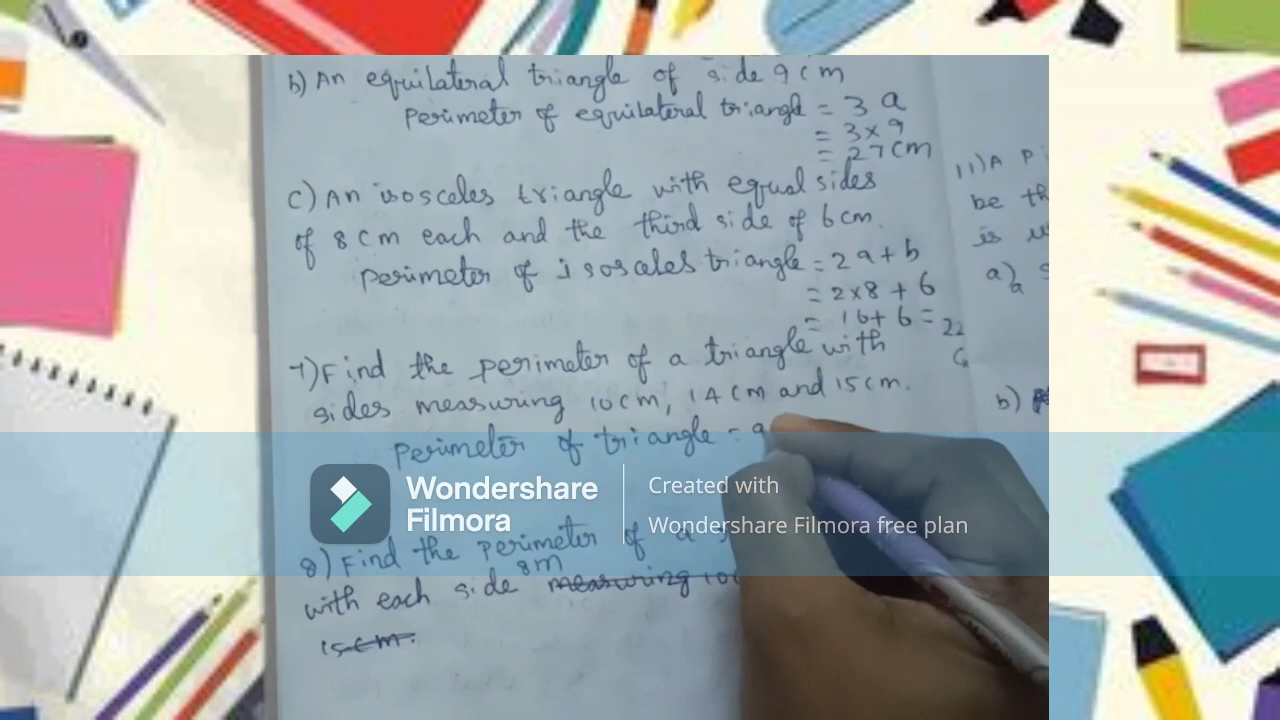 b) An equilateral triangle of side 9 cm
Perimeter of equilateral triangle = 3 a
= 3 x 9
= 27 cm
c) An isosceles triangle with equal sides
of 8 cm each and the third side of 6 cm.
Perimeter of isosales triangle = 2a + b
= 2x8 + 6
= 16 + 6 = 22
7) Find the perimeter of a triangle with
sides measuring 10 cm, 14 cm and 15 cm.
Perimeter of triangle = a
8) Find the perimeter of a
8m
with each side measuring
15 cm.
11) A
be
is
a)
b)
Wondershare
Filmora
Created with
Wondershare Filmora free plan